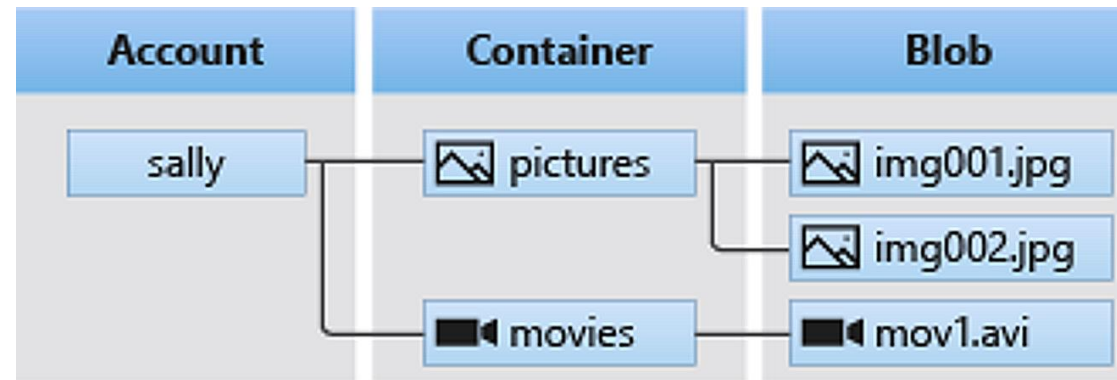 Account Container Blob
sally pictures img001.jpg
img002.jpg
movies mov1.avi